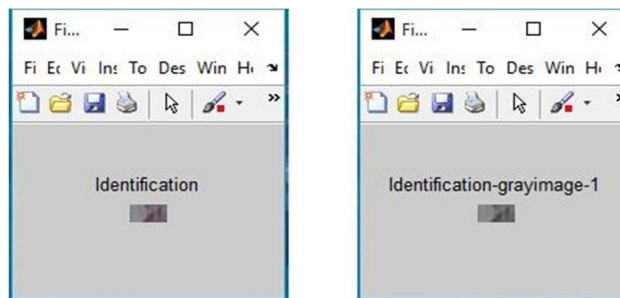 Fi...
Fi Ec Vi Ins To Des Win He
Identification
Fi...
Fi Ec Vi Ins To Des Win He
Identification-grayimage-1